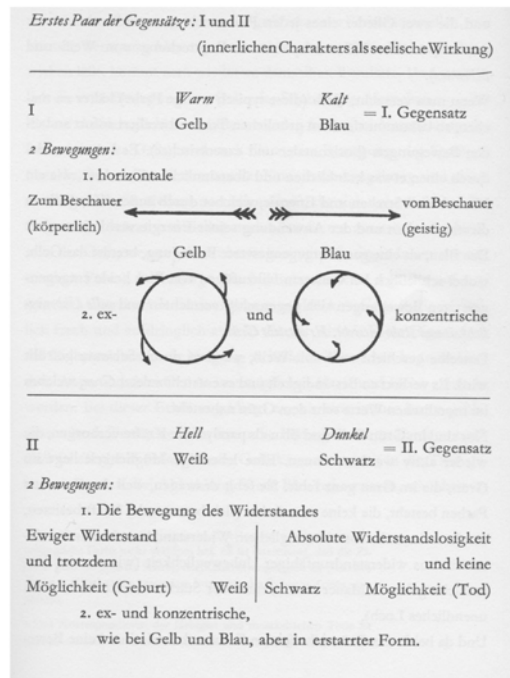 Erstes Paar der Gegensätze: I und II
(innerlichen Charakters als seelische Wirkung)
I Warm Kalt = I. Gegensatz
Gelb Blau
2 Bewegungen:
1. horizontale
Zum Beschauer vom Beschauer
(körperlich) (geistig)
Gelb Blau
2. ex- und konzentrische
II Hell Dunkel = II. Gegensatz
Weiß Schwarz
2 Bewegungen:
1. Die Bewegung des Widerstandes
Ewiger Widerstand Absolute Widerstandslosigkeit
und trotzdem und keine
Möglichkeit (Geburt) Weiß Schwarz Möglichkeit (Tod)
2. ex- und konzentrische,
wie bei Gelb und Blau, aber in erstarrter Form.